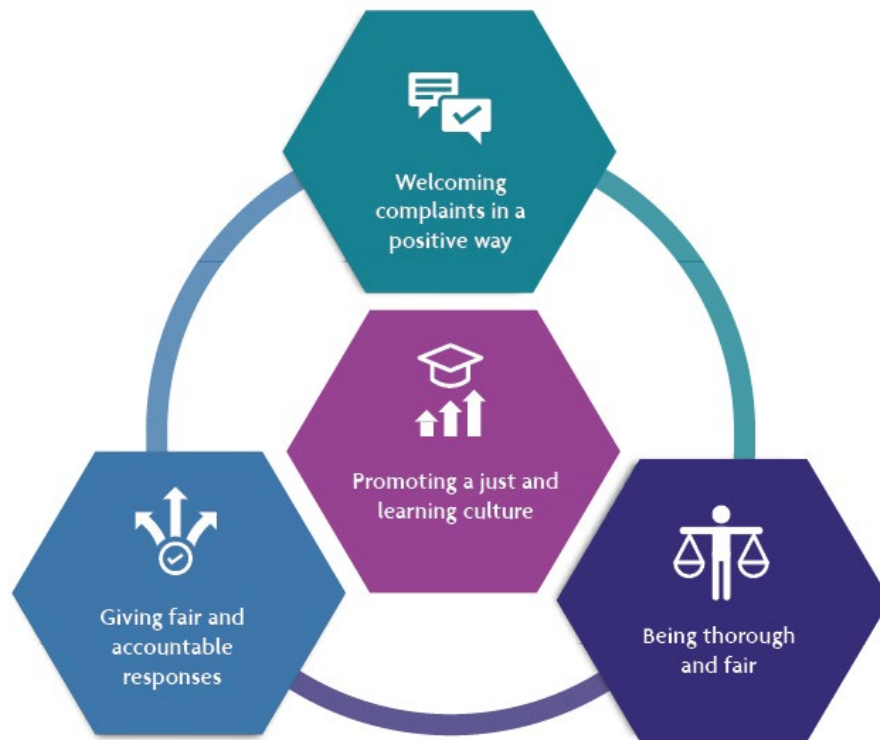 Welcoming
complaints in a
positive way
Promoting a just and
learning culture
Giving fair and
accountable
responses
Being thorough
and fair